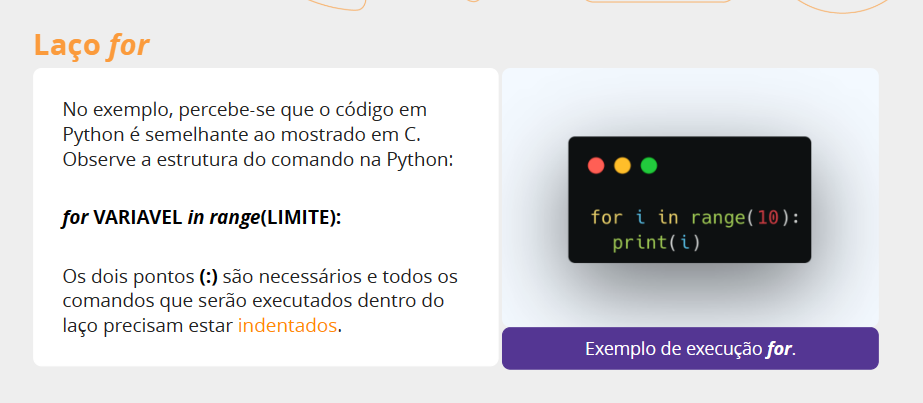 Laço for
No exemplo, percebe-se que o código em
Python é semelhante ao mostrado em C.
Observe a estrutura do comando na Python:
for VARIAVEL in range(LIMITE):
Os dois pontos (:) são necessários e todos os
comandos que serão executados dentro do
laço precisam estar indentados.
for i in range(10):
  print(i)
Exemplo de execução for.